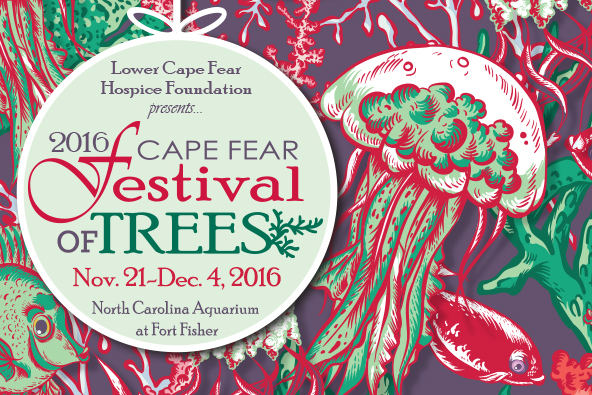 Lower Cape Fear
Hospice Foundation
presents...
2016 CAPE FEAR
Festival
OF TREES
Nov. 21-Dec. 4, 2016
North Carolina Aquarium
at Fort Fisher